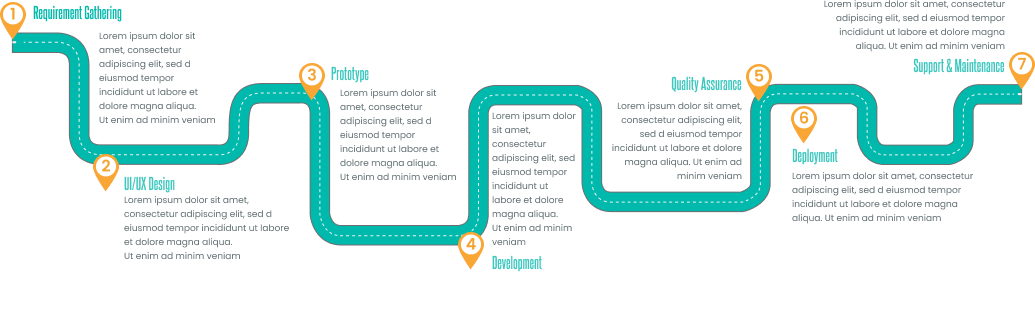 1
Requirement Gathering
Lorem ipsum dolor sit
amet, consectetur
adipiscing elit, sed d
eiusmod tempor
incididunt ut labore et
dolore magna aliqua.
Ut enim ad minim veniam
2
UI/UX Design
Lorem ipsum dolor sit amet,
consectetur adipiscing elit, sed d
eiusmod tempor incididunt ut labore
et dolore magna aliqua.
Ut enim ad minim veniam
3
Prototype
Lorem ipsum dolor sit
amet, consectetur
adipiscing elit, sed d
eiusmod tempor
incididunt ut labore et
dolore magna aliqua.
Ut enim ad minim veniam
4
Lorem ipsum dolor
sit amet,
consectetur
adipiscing elit, sed
eiusmod tempor
incididunt ut
labore et dolore
magna aliqua.
Ut enim ad minim
veniam
Development
5
Quality Assurance
Lorem ipsum dolor sit amet,
consectetur adipiscing elit,
sed d eiusmod tempor
incididunt ut labore et dolore
magna aliqua. Ut enim ad
minim veniam
6
Deployment
Lorem ipsum dolor sit amet, consectetur
adipiscing elit, sed d eiusmod tempor
incididunt ut labore et dolore magna
aliqua. Ut enim ad minim veniam
Lorem ipsum dolor sit amet, consectetur
adipiscing elit, sed d eiusmod tempor
incididunt ut labore et dolore magna
aliqua. Ut enim ad minim veniam
Support & Maintenance
7